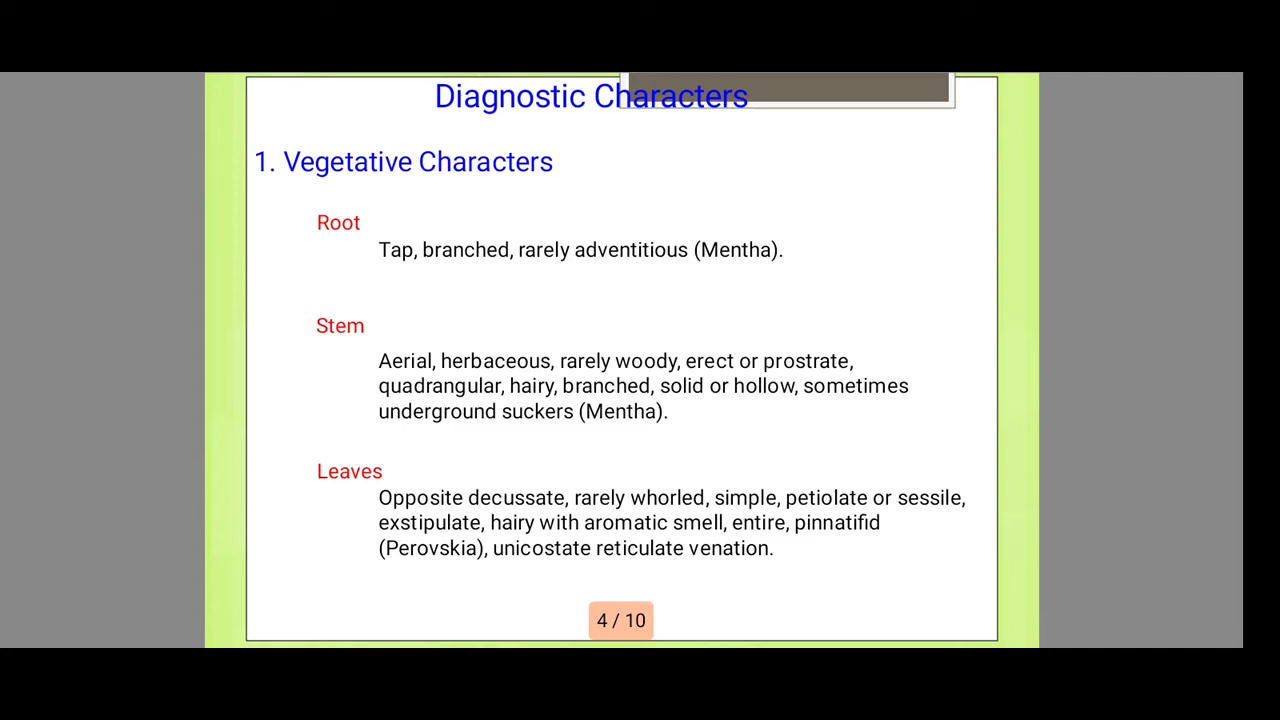 Diagnostic Characters
1. Vegetative Characters
Root
Tap, branched, rarely adventitious (Mentha).
Stem
Aerial, herbaceous, rarely woody, erect or prostrate,
quadrangular, hairy, branched, solid or hollow, sometimes
underground suckers (Mentha).
Leaves
Opposite decussate, rarely whorled, simple, petiolate or sessile,
exstipulate, hairy with aromatic smell, entire, pinnatifid
(Perovskia), unicostate reticulate venation.
4 / 10